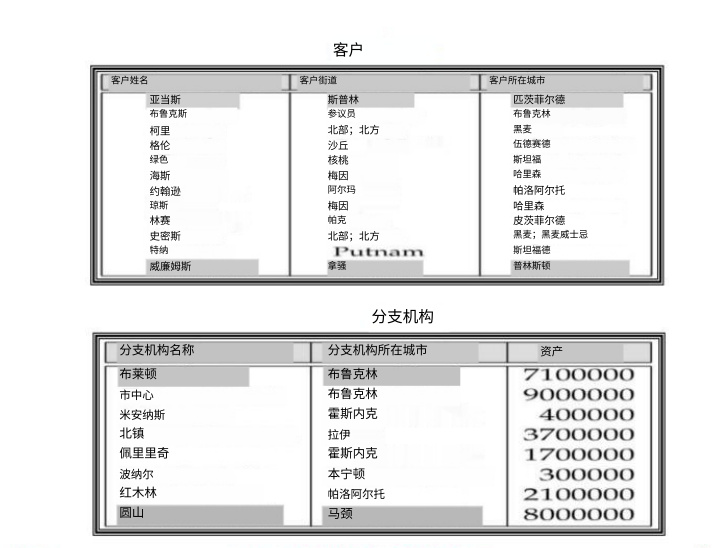 客户
客户姓名 客户街道 客户所在城市
亚当斯 斯普林 匹茨菲尔德
布鲁克斯 参议员 布鲁克林
柯里 北部；北方 黑麦
格伦 沙丘 伍德赛德
绿色 核桃 斯坦福
海斯 梅因 哈里森
约翰逊 阿尔玛 帕洛阿尔托
琼斯 梅因 哈里森
林赛 帕克 皮茨菲尔德
史密斯 北部；北方 黑麦；黑麦威士忌
特纳 Putnam 斯坦福德
威廉姆斯 拿骚 普林斯顿
分支机构
分支机构名称 分支机构所在城市 资产
布莱顿 布鲁克林 7100000
市中心 布鲁克林 9000000
米安纳斯 霍斯内克 400000
北镇 拉伊 3700000
佩里里奇 霍斯内克 1700000
波纳尔 本宁顿 300000
红木林 帕洛阿尔托 2100000
圆山 马颈 8000000